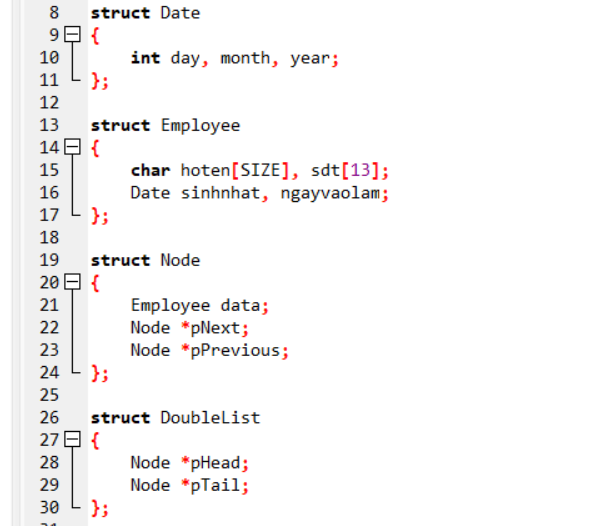 8 struct Date
9 {
10 int day, month, year;
11 };
12
13 struct Employee
14 {
15 char hoten[SIZE], sdt[13];
16 Date sinhnhat, ngayvaolam;
17 };
18
19 struct Node
20 {
21 Employee data;
22 Node *pNext;
23 Node *pPrevious;
24 };
25
26 struct DoubleList
27 {
28 Node *pHead;
29 Node *pTail;
30 };